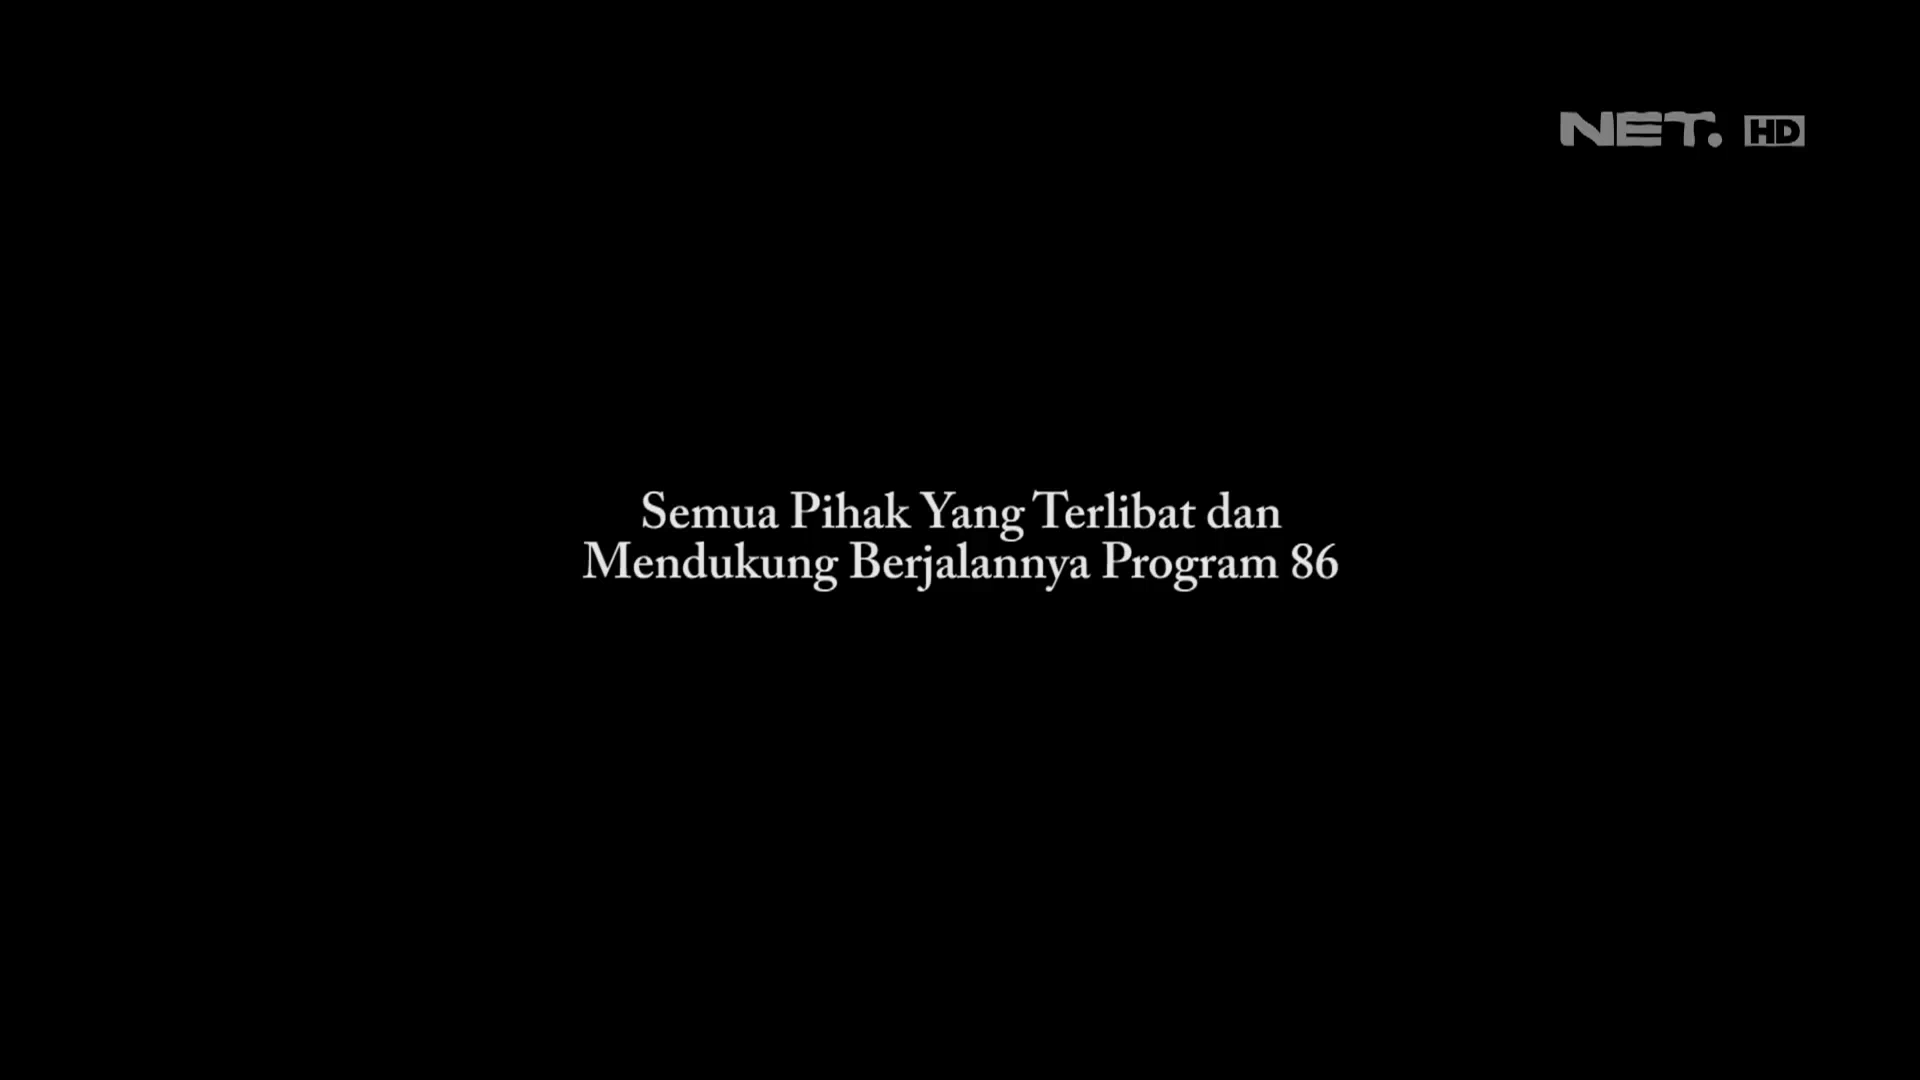 NET. HD
Semua Pihak Yang Terlibat dan
Mendukung Berjalannya Program 86